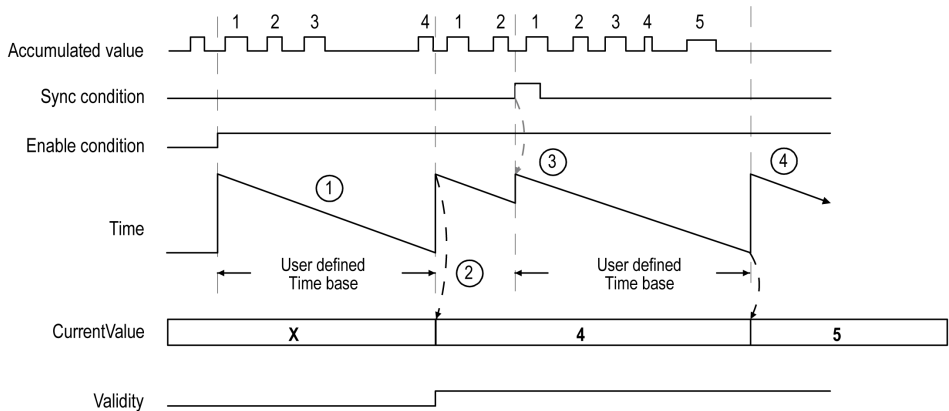 1 2 3 4 1 2 1 2 3 4 5
Accumulated value
Sync condition
Enable condition
1 3 4
Time
User defined
Time base
2
User defined
Time base
CurrentValue X 4 5
Validity